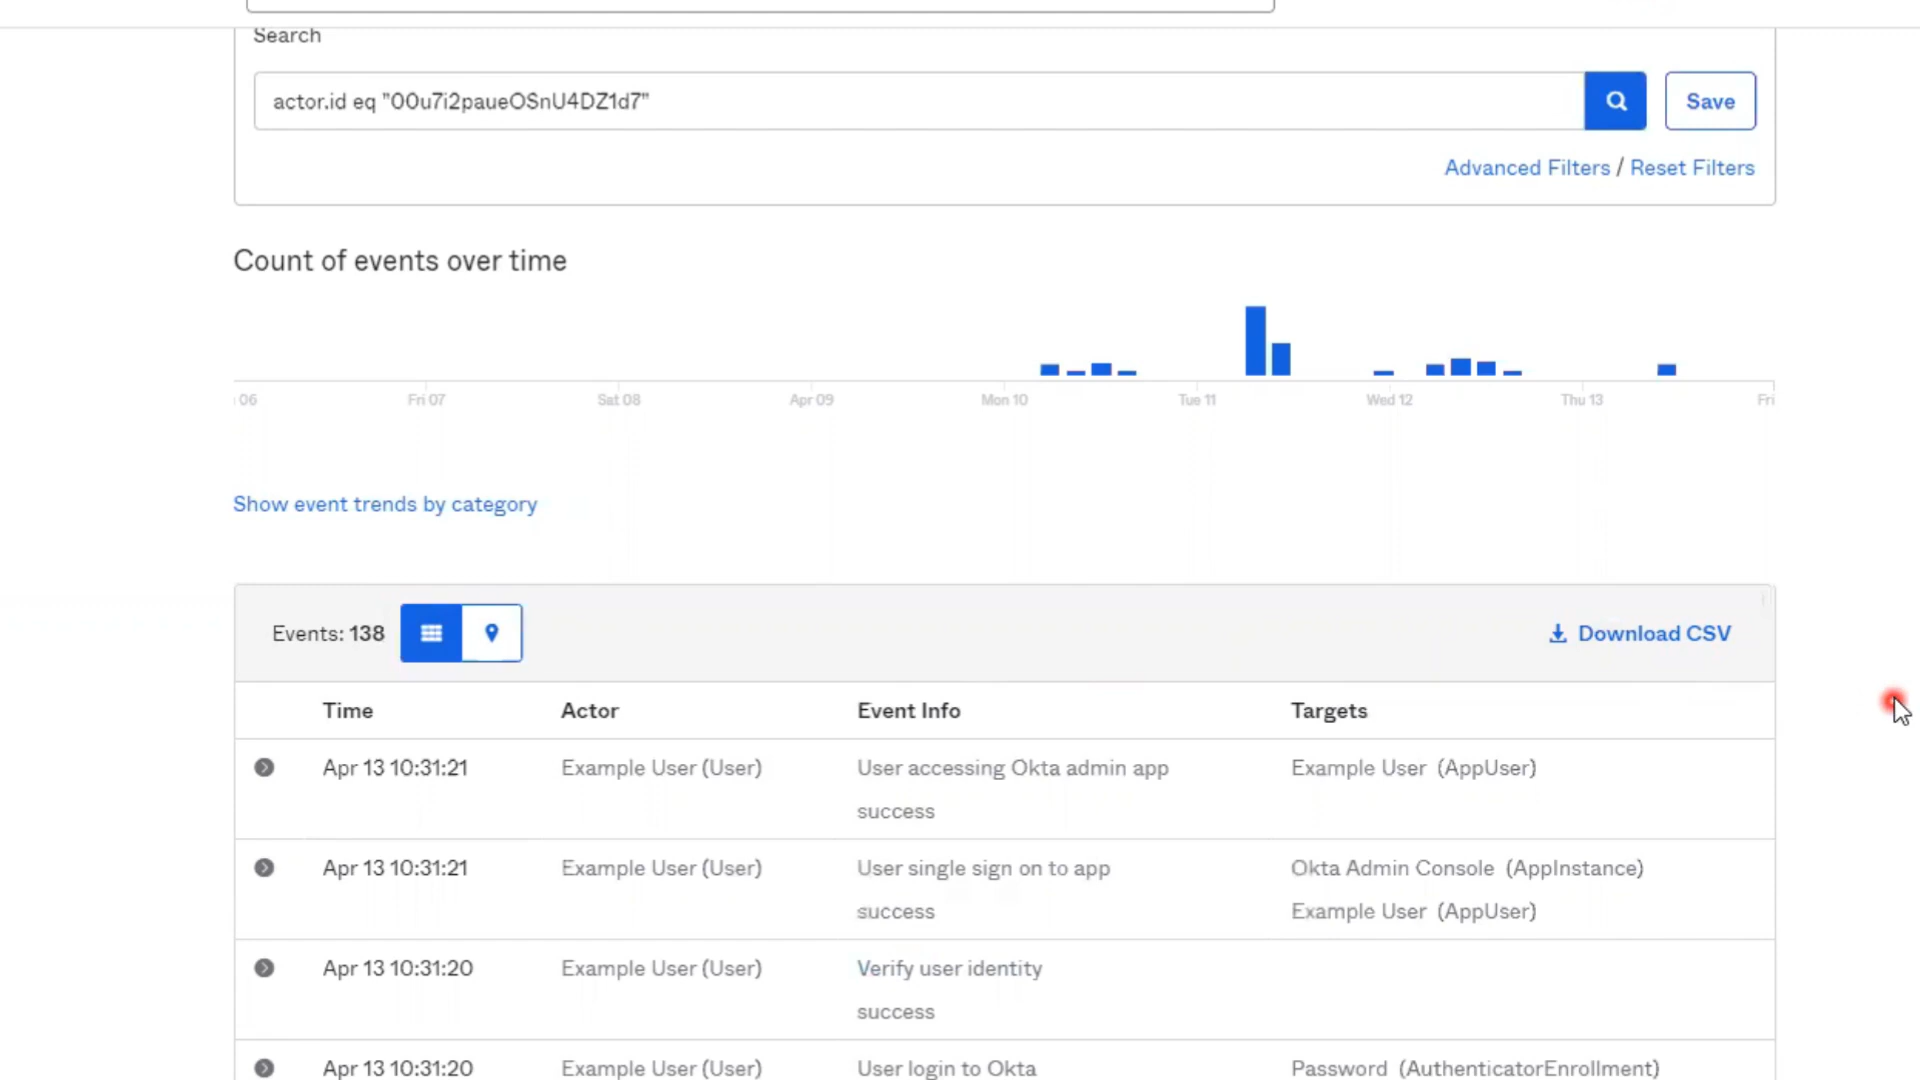 Search
actor.id eq "00u7i2paueOSnU4DZ1d7"
Save
Advanced Filters / Reset Filters
Count of events over time
06 Fri 07 Sat 08 Apr 09 Mon 10 Tue 11 Wed 12 Thu 13 Fri
Show event trends by category
Events: 138
Download CSV
Time Actor Event Info Targets
Apr 13 10:31:21 Example User (User) User accessing Okta admin app Example User (AppUser)
success
Apr 13 10:31:21 Example User (User) User single sign on to app Okta Admin Console (AppInstance)
success Example User (AppUser)
Apr 13 10:31:20 Example User (User) Verify user identity
success
Apr 13 10:31:20 Example User (User) User login to Okta Password (AuthenticatorEnrollment)